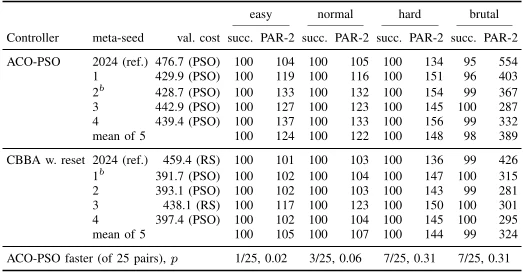 easy normal hard brutal
Controller meta-seed val. cost succ. PAR-2 succ. PAR-2 succ. PAR-2 succ. PAR-2
ACO-PSO 2024 (ref.) 476.7 (PSO) 100 104 100 105 100 134 95 554
1 429.9 (PSO) 100 119 100 116 100 151 96 403
2b 428.7 (PSO) 100 133 100 132 100 154 99 367
3 442.9 (PSO) 100 127 100 123 100 145 100 287
4 439.4 (PSO) 100 137 100 133 100 156 99 332
mean of 5 100 124 100 122 100 148 98 389
CBBA w. reset 2024 (ref.) 459.4 (RS) 100 101 100 103 100 136 99 426
1b 391.7 (PSO) 100 102 100 104 100 147 100 315
2 393.1 (PSO) 100 102 100 103 100 143 99 281
3 438.1 (RS) 100 117 100 123 100 150 100 301
4 397.4 (PSO) 100 102 100 104 100 145 100 295
mean of 5 100 105 100 107 100 144 99 324
ACO-PSO faster (of 25 pairs), p 1/25, 0.02 3/25, 0.06 7/25, 0.31 7/25, 0.31